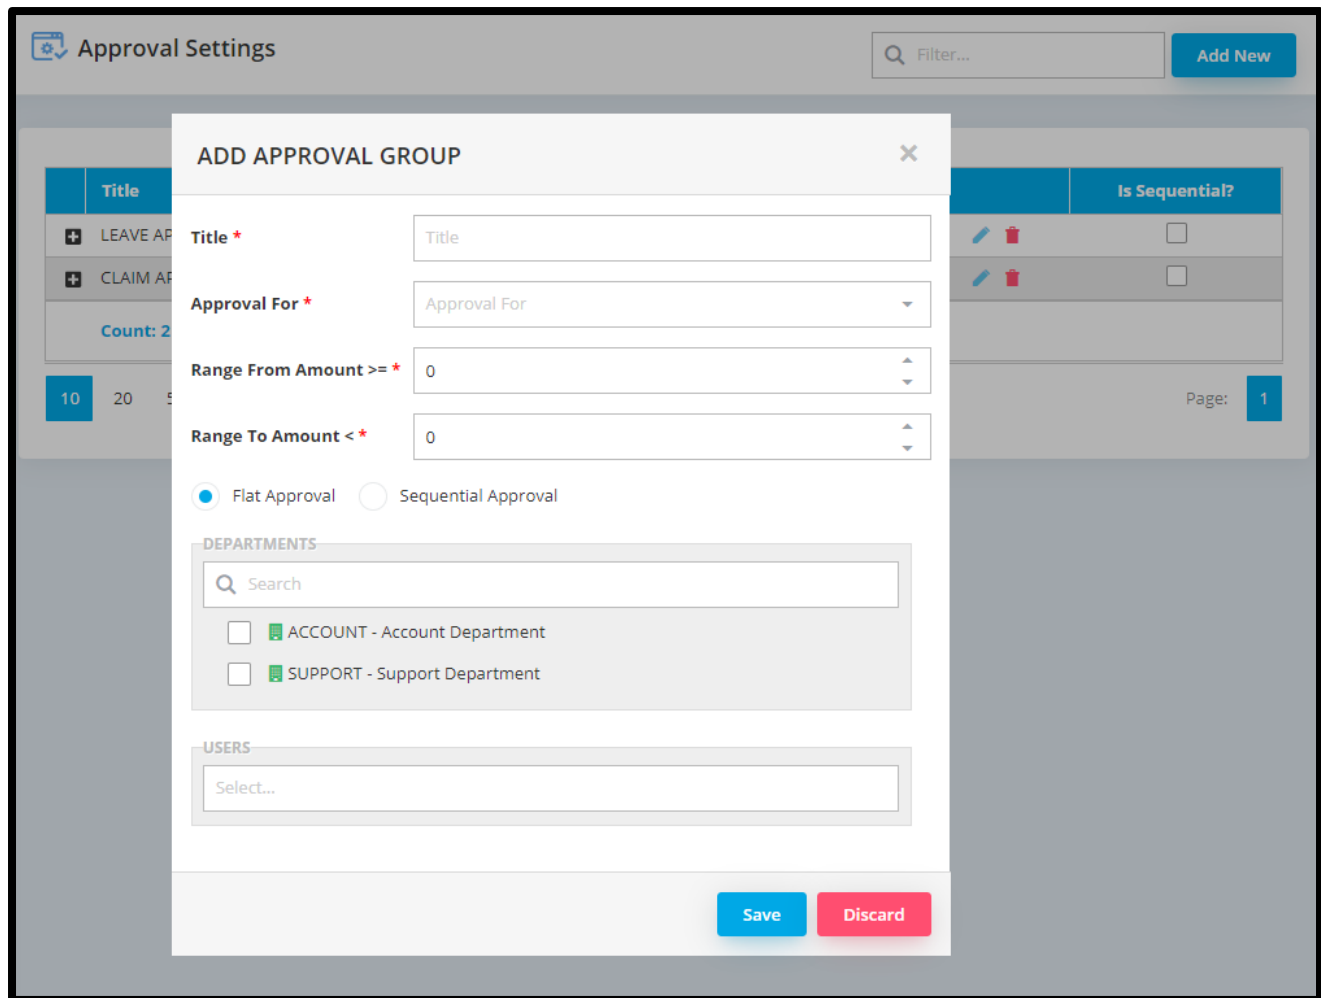 Approval Settings
Filter...
Add New
ADD APPROVAL GROUP
Title
Is Sequential?
LEAVE AP
CLAIM AP
Count: 2
10 20 5
Page: 1
Title *
Title
Approval For *
Approval For
Range From Amount >= *
0
Range To Amount < *
0
Flat Approval Sequential Approval
DEPARTMENTS
Search
ACCOUNT - Account Department
SUPPORT - Support Department
USERS
Select...
Save Discard